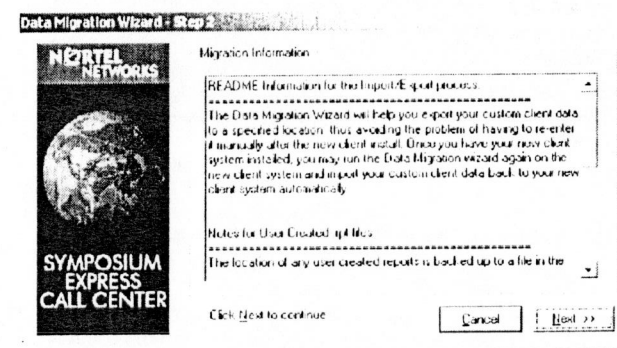 Data Migration Wizard - Step 2
NORTEL
NETWORKS
SYMPOSIUM
EXPRESS
CALL CENTER
Migration Information
README Information for the Import/Export process:
==============================================
The Data Migration Wizard will help you export your custom client data
to a specified location, thus avoiding the problem of having to re-enter
it manually after the new client install. Once you have your new client
system installed, you may run the Data Migration wizard again on the
new client system and import your custom client data back to your new
client system automatically.
Notes for User Created .rpt files
==============================================
The location of any user created reports is backed up to a file in the
Click Next to continue
Cancel
Next >>